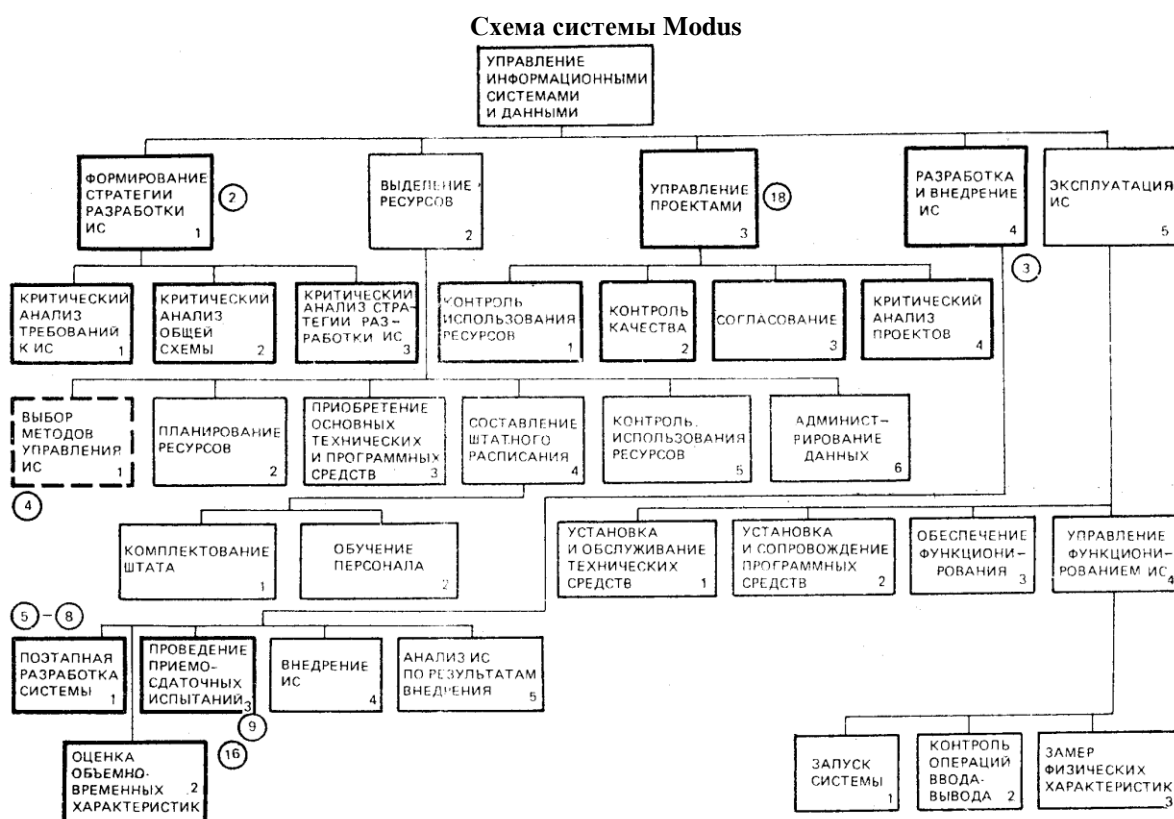 Схема системы Modus
УПРАВЛЕНИЕ
ИНФОРМАЦИОННЫМИ
СИСТЕМАМИ
И ДАННЫМИ
ФОРМИРОВАНИЕ
СТРАТЕГИИ
РАЗРАБОТКИ
ИС
1
2
ВЫДЕЛЕНИЕ
РЕСУРСОВ
2
УПРАВЛЕНИЕ
ПРОЕКТАМИ
3
18
РАЗРАБОТКА
И ВНЕДРЕНИЕ
ИС
4
3
ЭКСПЛУАТАЦИЯ
ИС
5
КРИТИЧЕСКИЙ
АНАЛИЗ
ТРЕБОВАНИЙ
К ИС
1
КРИТИЧЕСКИЙ
АНАЛИЗ
ОБЩЕЙ
СХЕМЫ
2
КРИТИЧЕСКИЙ
АНАЛИЗ СТРА-
ТЕГИИ РАЗ-
РАБОТКИ ИС
3
КОНТРОЛЬ
ИСПОЛЬЗОВАНИЯ
РЕСУРСОВ
1
КОНТРОЛЬ
КАЧЕСТВА
2
СОГЛАСОВАНИЕ
3
КРИТИЧЕСКИЙ
АНАЛИЗ
ПРОЕКТОВ
4
ВЫБОР
МЕТОДОВ
УПРАВЛЕНИЯ
ИС
1
4
ПЛАНИРОВАНИЕ
РЕСУРСОВ
2
ПРИОБРЕТЕНИЕ
ОСНОВНЫХ
ТЕХНИЧЕСКИХ
И ПРОГРАММНЫХ
СРЕДСТВ
3
СОСТАВЛЕНИЕ
ШТАТНОГО
РАСПИСАНИЯ
4
КОНТРОЛЬ.
ИСПОЛЬЗОВАНИЯ
РЕСУРСОВ
5
АДМИНИСТ-
РИРОВАНИЕ
ДАННЫХ
6
КОМПЛЕКТОВАНИЕ
ШТАТА
1
ОБУЧЕНИЕ
ПЕРСОНАЛА
2
УСТАНОВКА
И ОБСЛУЖИВАНИЕ
ТЕХНИЧЕСКИХ
СРЕДСТВ
1
УСТАНОВКА
И СОПРОВОЖДЕНИЕ
ПРОГРАММНЫХ
СРЕДСТВ
2
ОБЕСПЕЧЕНИЕ
ФУНКЦИОНИ-
РОВАНИЯ
3
УПРАВЛЕНИЕ
ФУНКЦИОНИ-
РОВАНИЕМ ИС
4
5 – 8
ПОЭТАПНАЯ
РАЗРАБОТКА
СИСТЕМЫ
1
ПРОВЕДЕНИЕ
ПРИЕМО-
СДАТОЧНЫХ
ИСПЫТАНИЙ
3
9
ВНЕДРЕНИЕ
ИС
4
АНАЛИЗ ИС
ПО РЕЗУЛЬТАТАМ
ВНЕДРЕНИЯ
5
16
ОЦЕНКА
ОБЪЕМНО-
ВРЕМЕННЫХ
ХАРАКТЕРИСТИК
2
ЗАПУСК
СИСТЕМЫ
1
КОНТРОЛЬ
ОПЕРАЦИЙ
ВВОДА-
ВЫВОДА
2
ЗАМЕР
ФИЗИЧЕСКИХ
ХАРАКТЕРИСТИК
3